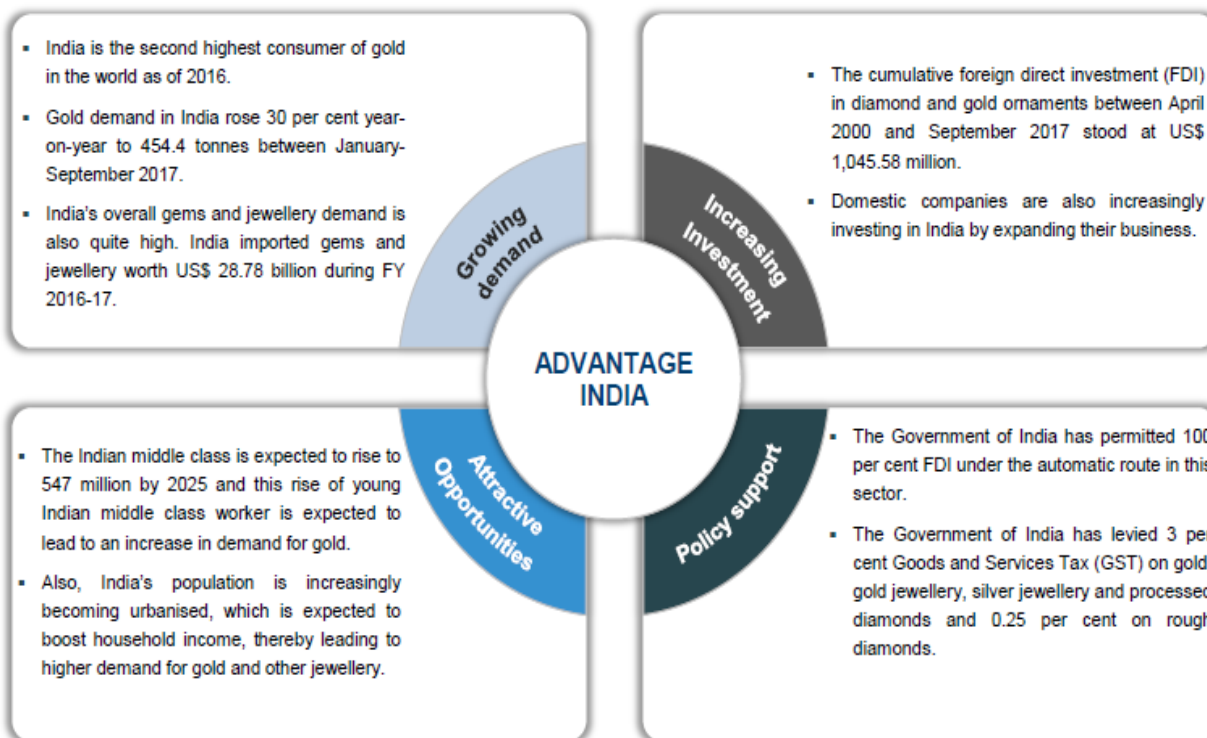 ▪ India is the second highest consumer of gold
in the world as of 2016.
▪ Gold demand in India rose 30 per cent year-
on-year to 454.4 tonnes between January-
September 2017.
▪ India's overall gems and jewellery demand is
also quite high. India imported gems and
jewellery worth US$ 28.78 billion during FY
2016-17.
Growing
demand
▪ The cumulative foreign direct investment (FDI)
in diamond and gold ornaments between April
2000 and September 2017 stood at US$
1,045.58 million.
▪ Domestic companies are also increasingly
investing in India by expanding their business.
Increasing
Investment
ADVANTAGE
INDIA
▪ The Indian middle class is expected to rise to
547 million by 2025 and this rise of young
Indian middle class worker is expected to
lead to an increase in demand for gold.
▪ Also, India's population is increasingly
becoming urbanised, which is expected to
boost household income, thereby leading to
higher demand for gold and other jewellery.
Attractive
Opportunities
▪ The Government of India has permitted 100
per cent FDI under the automatic route in this
sector.
▪ The Government of India has levied 3 per
cent Goods and Services Tax (GST) on gold
gold jewellery, silver jewellery and processed
diamonds and 0.25 per cent on rough
diamonds.
Policy support